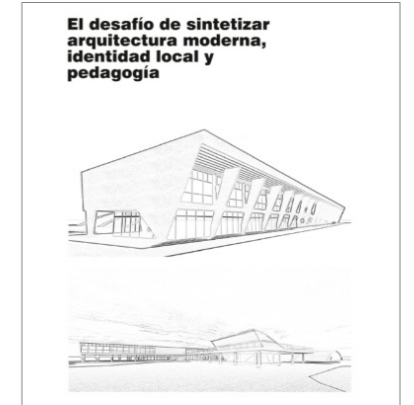 El desafío de sintetizar
arquitectura moderna,
identidad local y
pedagogía